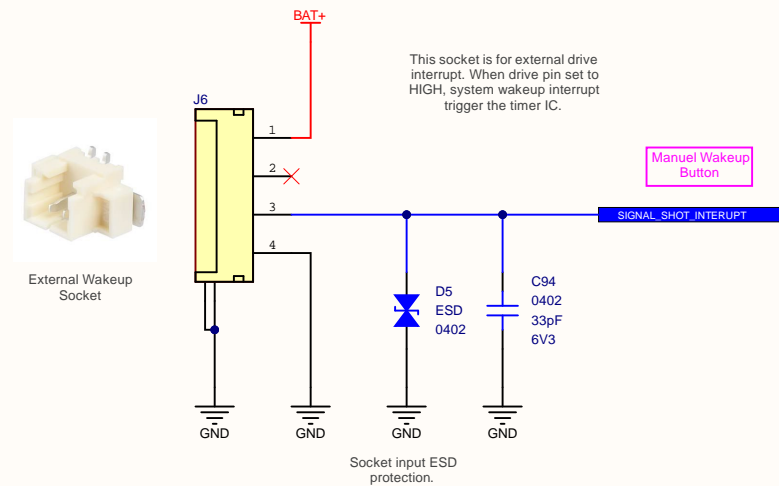 BAT+
This socket is for external drive
interrupt. When drive pin set to
HIGH, system wakeup interrupt
trigger the timer IC.
J6
1
2
3
4
Manuel Wakeup
Button
SIGNAL_SHOT_INTERUPT
External Wakeup
Socket
D5
ESD
0402
C94
0402
33pF
6V3
GND
GND
GND
GND
Socket input ESD
protection.